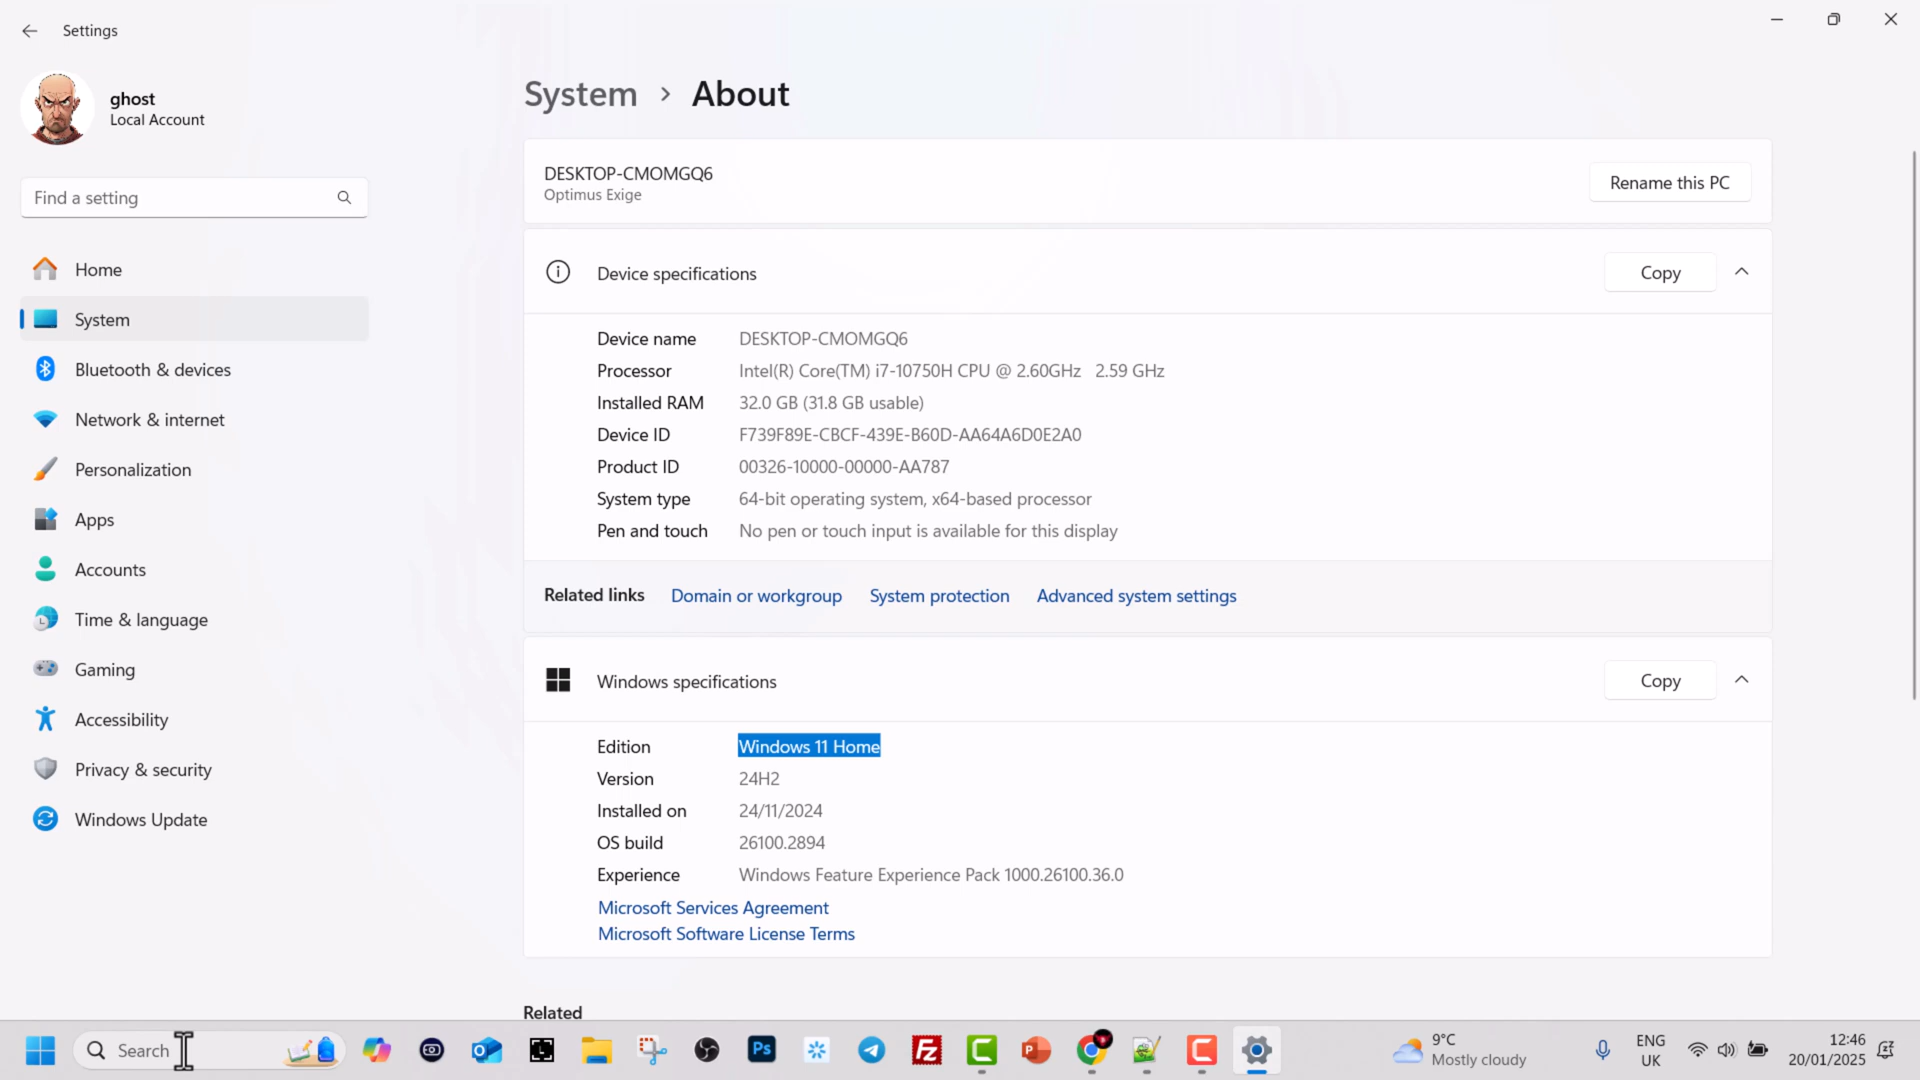 Settings
ghost
Local Account
Find a setting
Home
System
Bluetooth & devices
Network & internet
Personalization
Apps
Accounts
Time & language
Gaming
Accessibility
Privacy & security
Windows Update
System > About
DESKTOP-CMOMGQ6
Optimus Exige
Rename this PC
Device specifications
Copy
Device name DESKTOP-CMOMGQ6
Processor Intel(R) Core(TM) i7-10750H CPU @ 2.60GHz 2.59 GHz
Installed RAM 32.0 GB (31.8 GB usable)
Device ID F739F89E-CBCF-439E-B60D-AA64A6D0E2A0
Product ID 00326-10000-00000-AA787
System type 64-bit operating system, x64-based processor
Pen and touch No pen or touch input is available for this display
Related links Domain or workgroup System protection Advanced system settings
Windows specifications
Copy
Edition Windows 11 Home
Version 24H2
Installed on 24/11/2024
OS build 26100.2894
Experience Windows Feature Experience Pack 1000.26100.36.0
Microsoft Services Agreement
Microsoft Software License Terms
Related
Search
Ps
Fz
9°C
Mostly cloudy
ENG
UK
12:46
20/01/2025